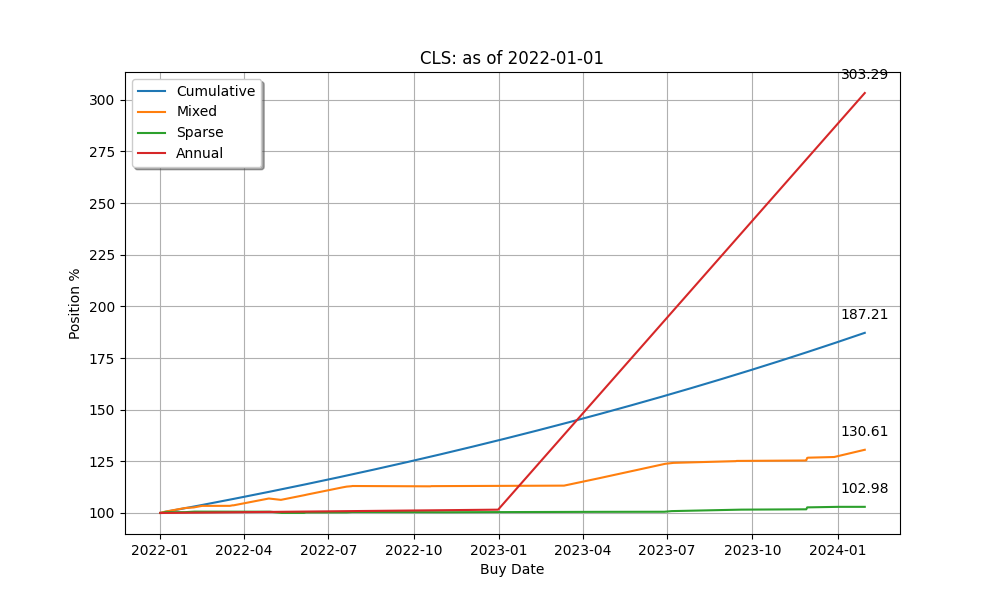 CLS: as of 2022-01-01
303.29
Cumulative
Mixed
Sparse
Annual
187.21
130.61
102.98
Position %
300
275
250
225
200
175
150
125
100
2022-01 2022-04 2022-07 2022-10 2023-01 2023-04 2023-07 2023-10 2024-01
Buy Date